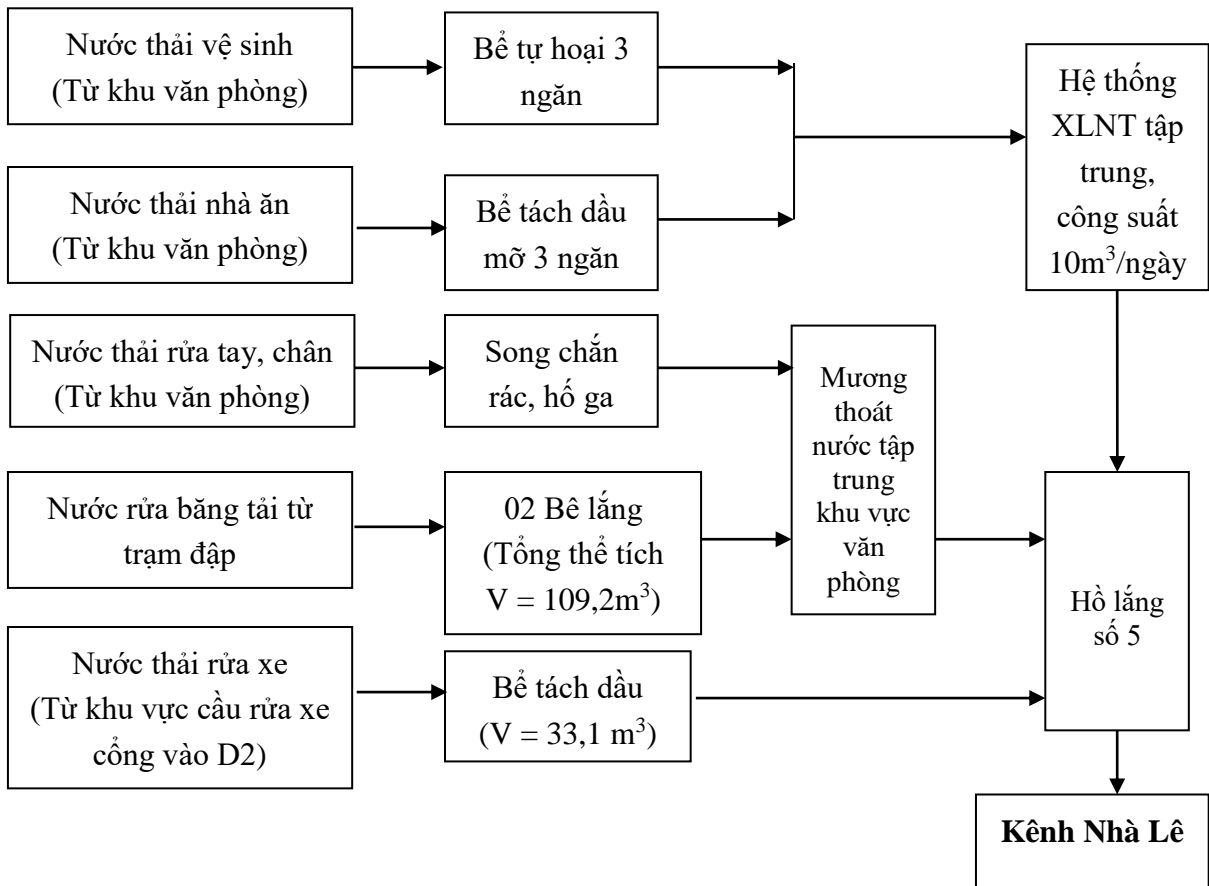 Nước thải vệ sinh
(Từ khu văn phòng)
Bể tự hoại 3
ngăn
Hệ thống
XLNT tập
trung,
công suất
10m³/ngày
Nước thải nhà ăn
(Từ khu văn phòng)
Bể tách dầu
mỡ 3 ngăn
Nước thải rửa tay, chân
(Từ khu văn phòng)
Song chắn
rác, hố ga
Mương
thoát
nước tập
trung
khu vực
văn
phòng
Nước rửa băng tải từ
trạm đập
02 Bê lắng
(Tổng thể tích
V = 109,2m³)
Hồ lắng
số 5
Nước thải rửa xe
(Từ khu vực cầu rửa xe
cổng vào D2)
Bể tách dầu
(V = 33,1 m³)
Kênh Nhà Lê